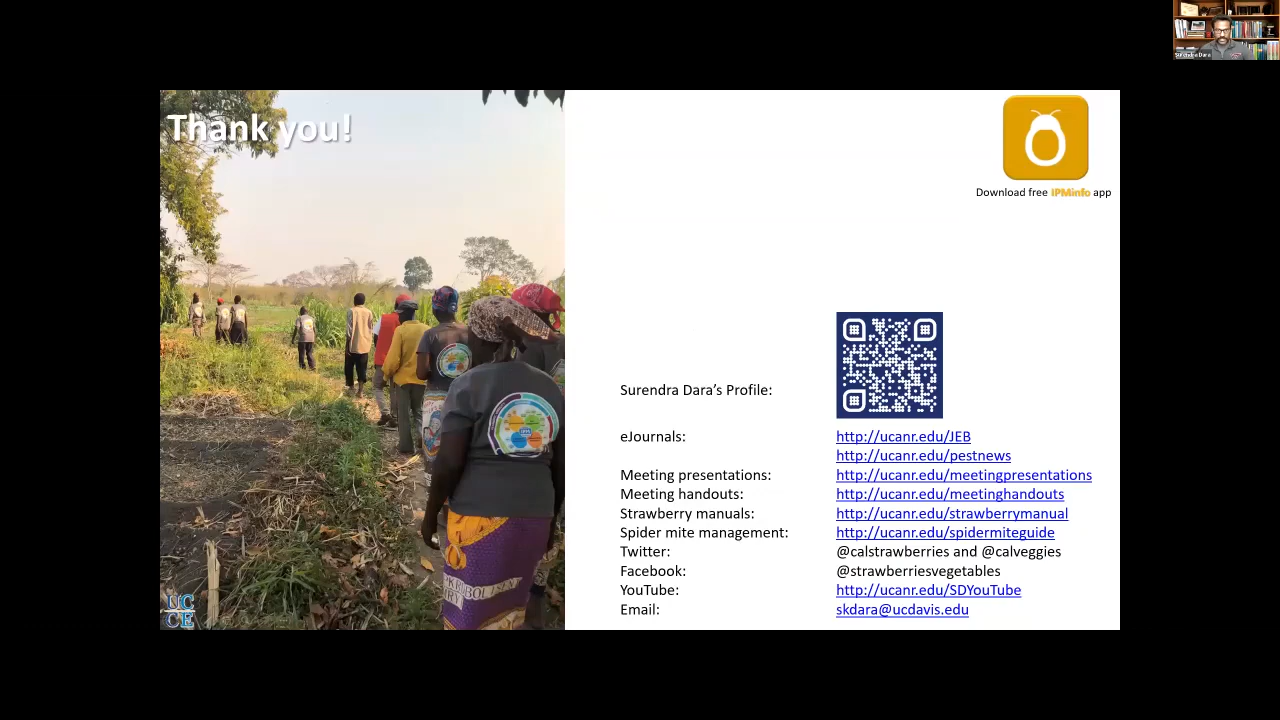 Surendra Dara
Thank you!
Download free IPMinfo app
Surendra Dara's Profile:
eJournals: http://ucanr.edu/JEB
http://ucanr.edu/pestnews
Meeting presentations: http://ucanr.edu/meetingpresentations
Meeting handouts: http://ucanr.edu/meetinghandouts
Strawberry manuals: http://ucanr.edu/strawberrymanual
Spider mite management: http://ucanr.edu/spidermiteguide
Twitter: @calstrawberries and @calveggies
Facebook: @strawberriesvegetables
YouTube: http://ucanr.edu/SDYouTube
Email: skdara@ucdavis.edu
UC
CE